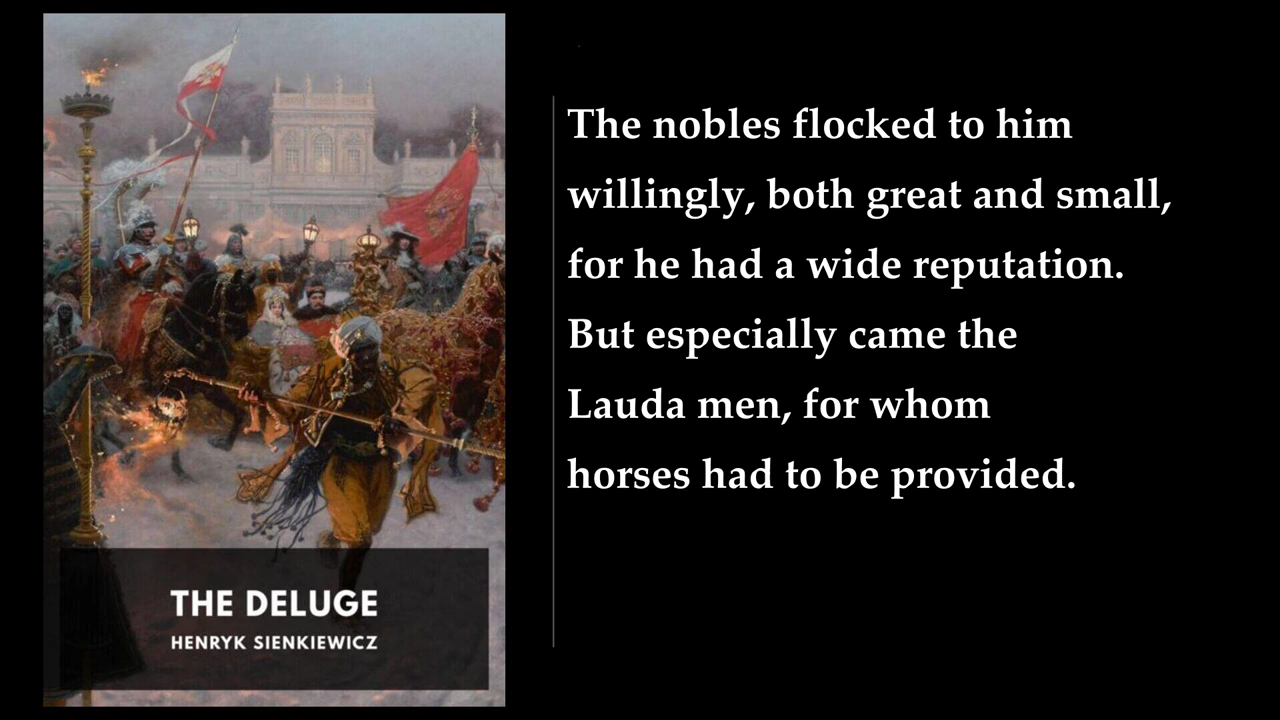 The nobles flocked to him
willingly, both great and small,
for he had a wide reputation.
But especially came the
Lauda men, for whom
horses had to be provided.
THE DELUGE
HENRYK SIENKIEWICZ